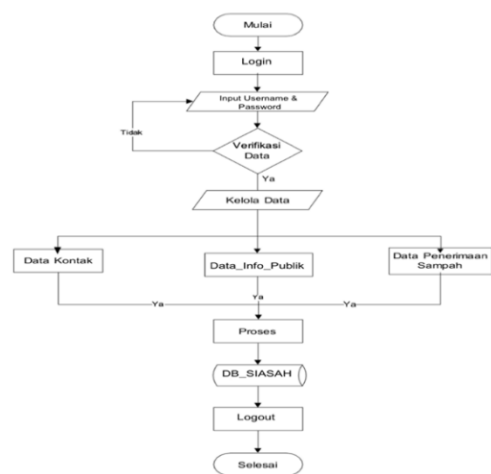 Mulai
Login
Input Username &
Password
Tidak
Verifikasi
Data
Ya
Kelola Data
Data Kontak
Data_Info_Publik
Data Penerimaan
Sampah
Ya
Ya
Ya
Proses
DB_SIASAH
Logout
Selesai